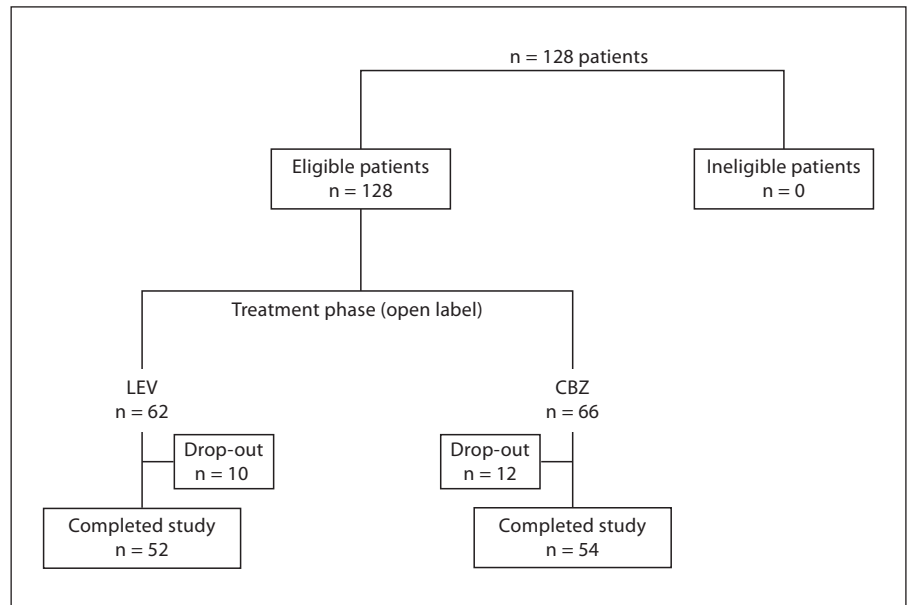 n = 128 patients
Eligible patients
n = 128
Ineligible patients
n = 0
Treatment phase (open label)
LEV
n = 62
CBZ
n = 66
Drop-out
n = 10
Drop-out
n = 12
Completed study
n = 52
Completed study
n = 54